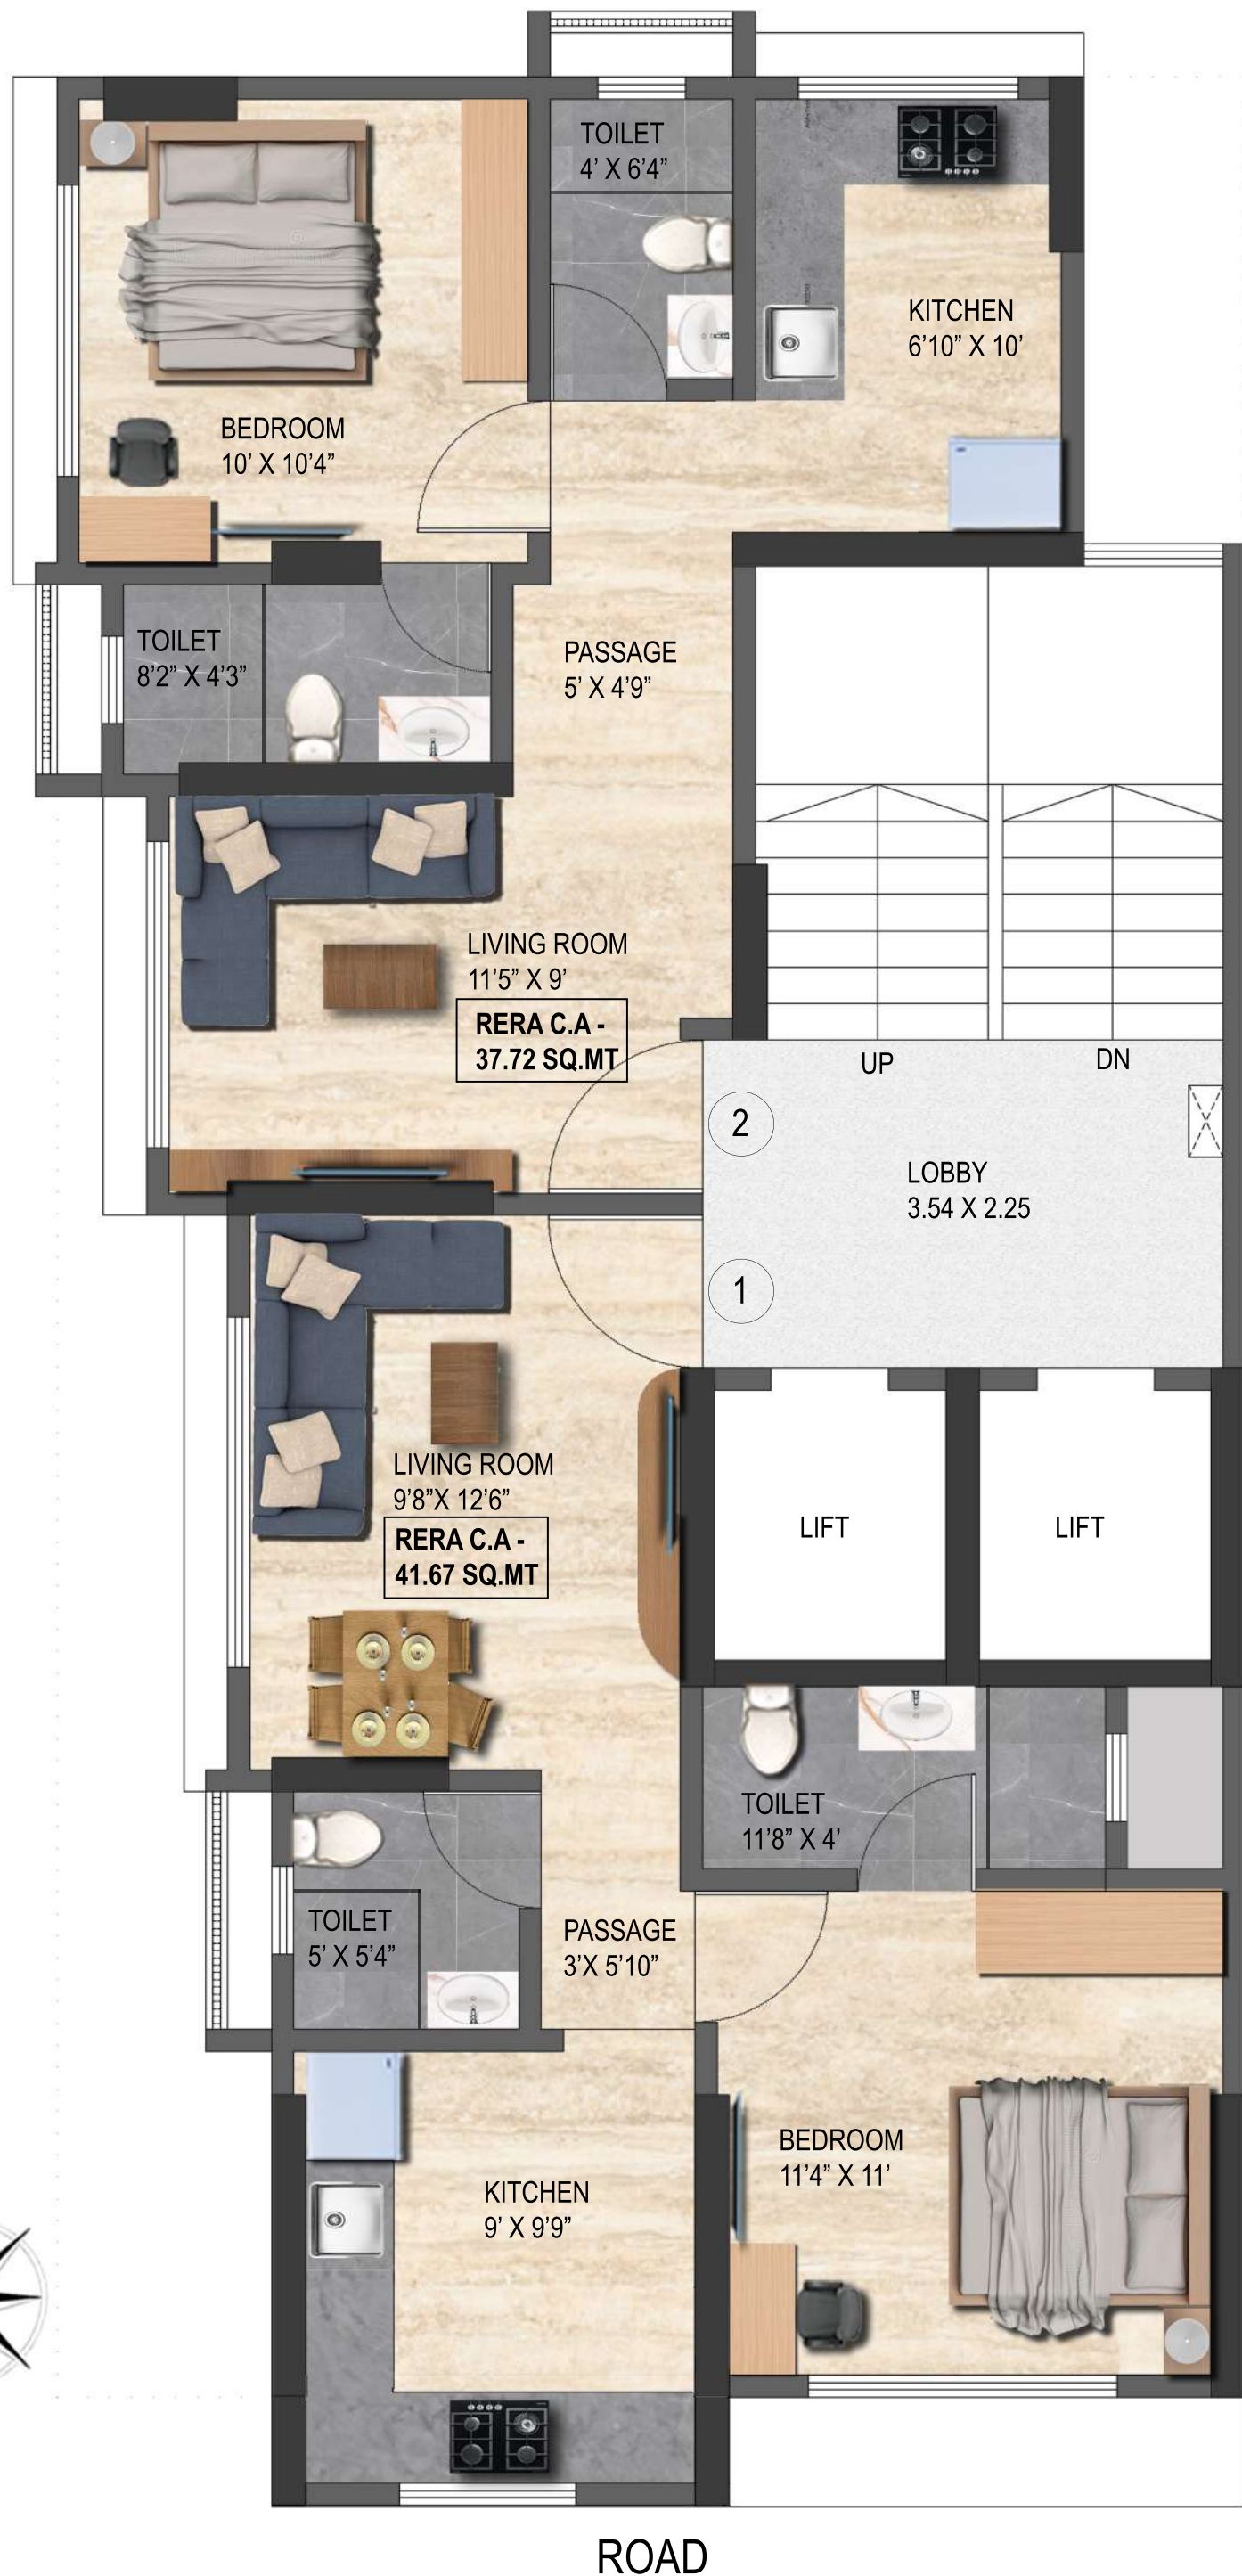 TOILET
4’ X 6’4”
KITCHEN
6’10” X 10’
BEDROOM
10’ X 10’4”
TOILET
8’2” X 4’3”
PASSAGE
5’ X 4’9”
LIVING ROOM
11’5” X 9’
RERA C.A -
37.72 SQ.MT
UP
DN
2
LOBBY
3.54 X 2.25
1
LIVING ROOM
9’8”X 12’6”
RERA C.A -
41.67 SQ.MT
LIFT
LIFT
TOILET
11’8” X 4’
TOILET
5’ X 5’4”
PASSAGE
3’X 5’10”
BEDROOM
11’4” X 11’
KITCHEN
9’ X 9’9”
ROAD